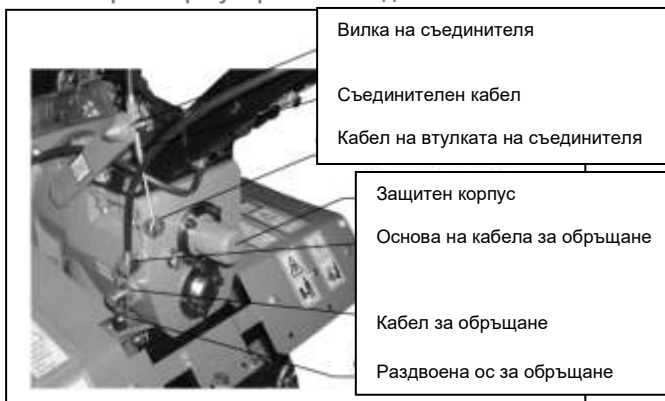 Вилка на съединителя
Съединителен кабел
Кабел на втулката на съединителя
Защитен корпус
Основа на кабела за обръщане
Кабел за обръщане
Раздвоена ос за обръщане